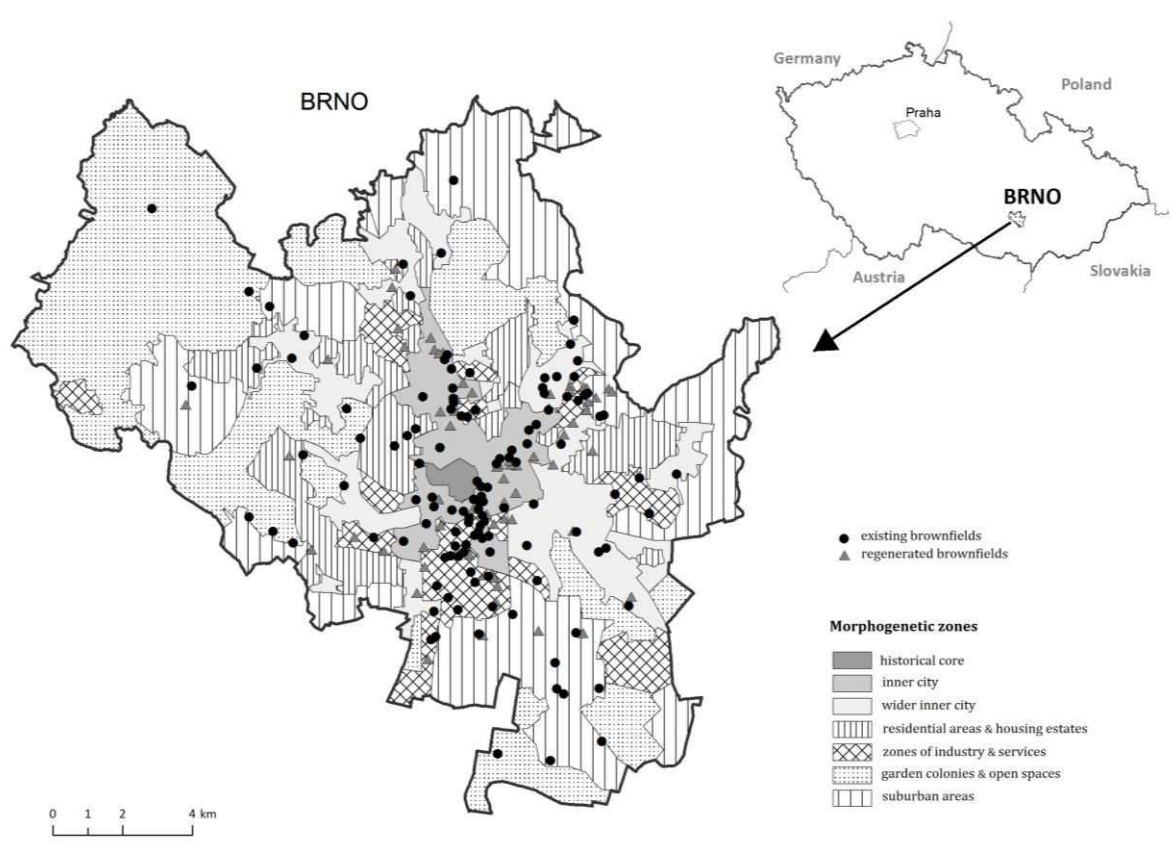 BRNO
Germany
Poland
Praha
BRNO
Austria
Slovakia
existing brownfields
regenerated brownfields
Morphogenetic zones
historical core
inner city
wider inner city
residential areas & housing estates
zones of industry & services
garden colonies & open spaces
suburban areas
0 1 2 4 km